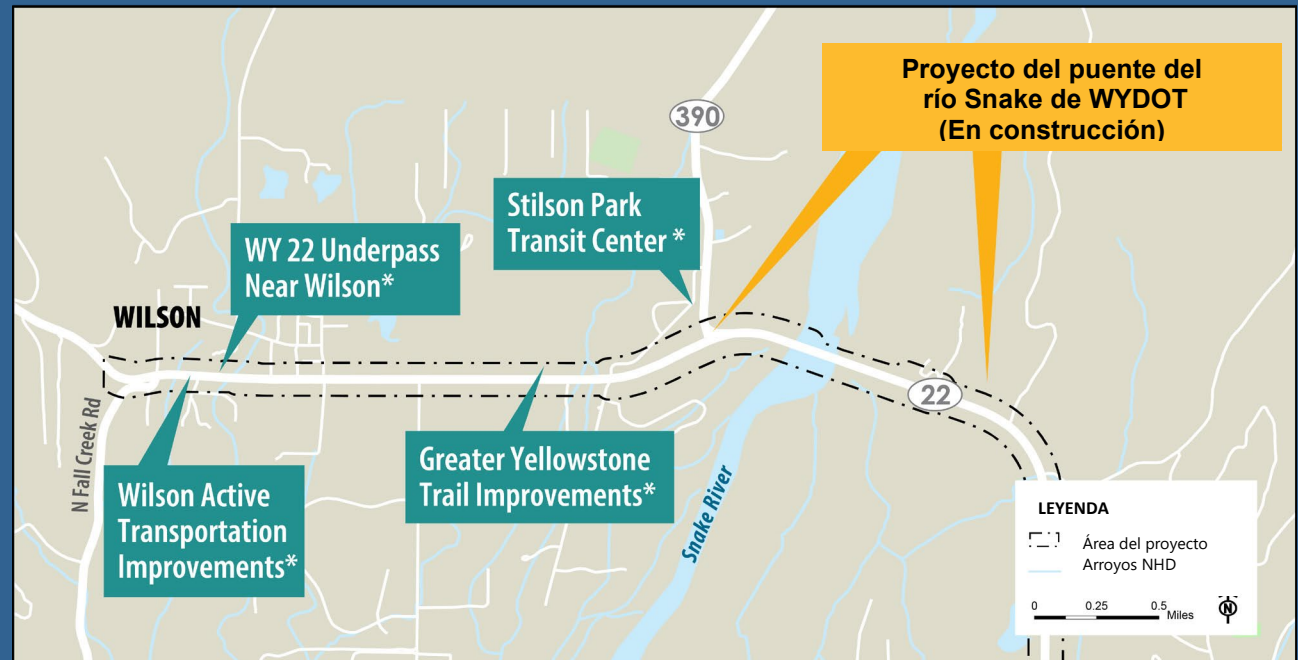 Proyecto del puente del
río Snake de WYDOT
(En construcción)
390
Stilson Park
Transit Center *
WY 22 Underpass
Near Wilson*
WILSON
22
N Fall Creek Rd
Greater Yellowstone
Trail Improvements*
Wilson Active
Transportation
Improvements*
Snake River
LEYENDA
Área del proyecto
Arroyos NHD
0 0.25 0.5 Miles
N